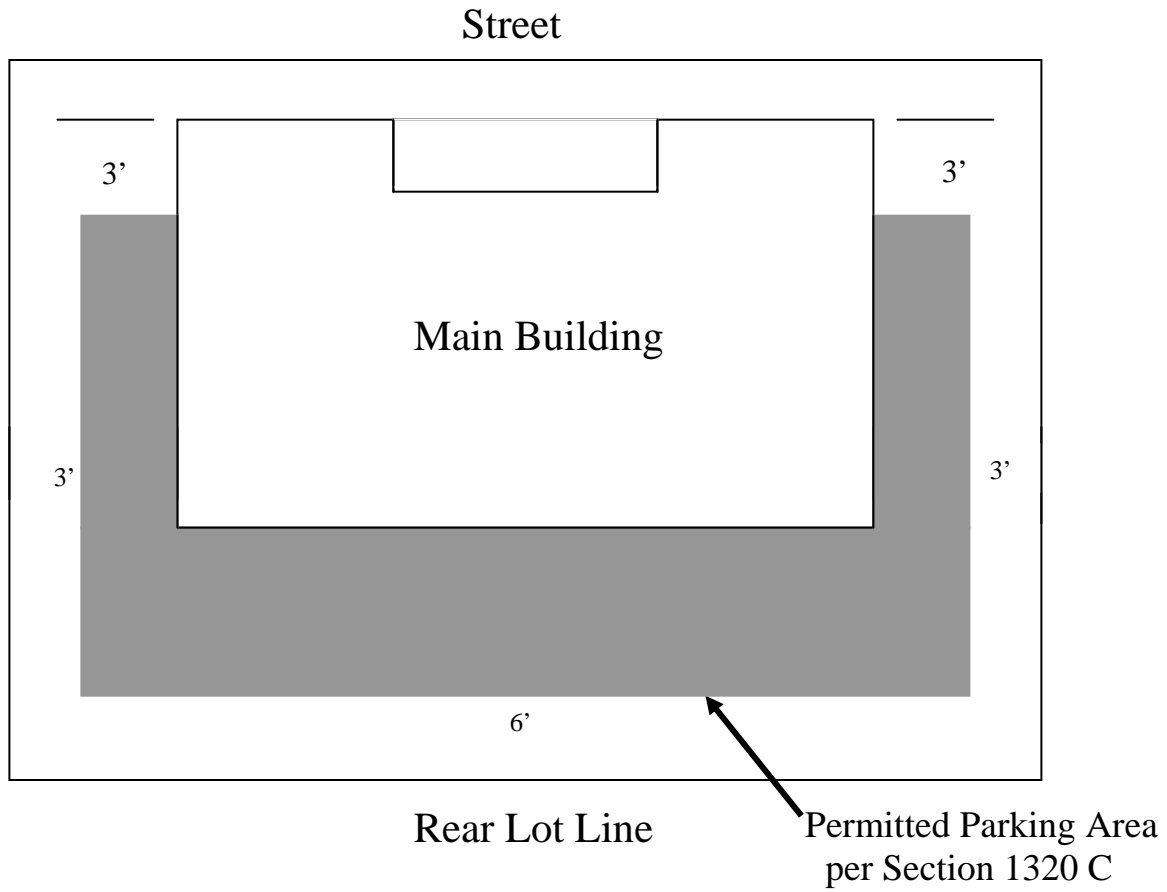 Street
3’
3’
Main Building
3’
3’
6’
Rear Lot Line
Permitted Parking Area
per Section 1320 C